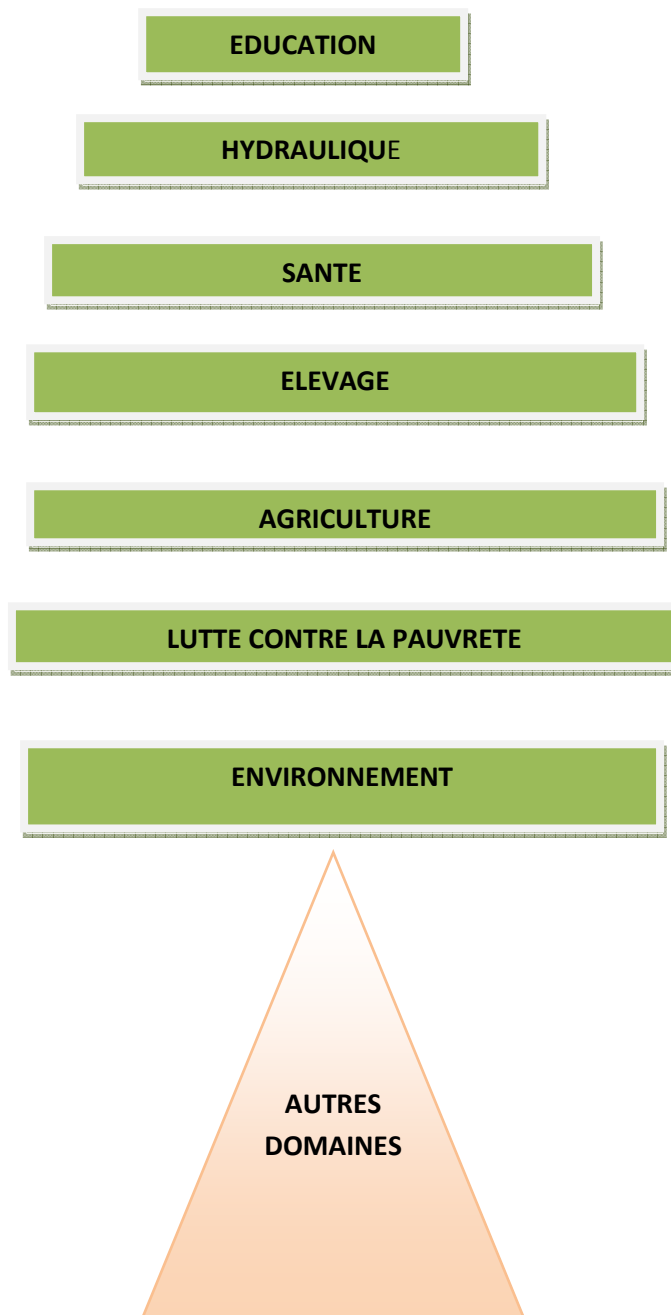 EDUCATION
HYDRAULIQUE
SANTE
ELEVAGE
AGRICULTURE
LUTTE CONTRE LA PAUVRETE
ENVIRONNEMENT
AUTRES
DOMAINES